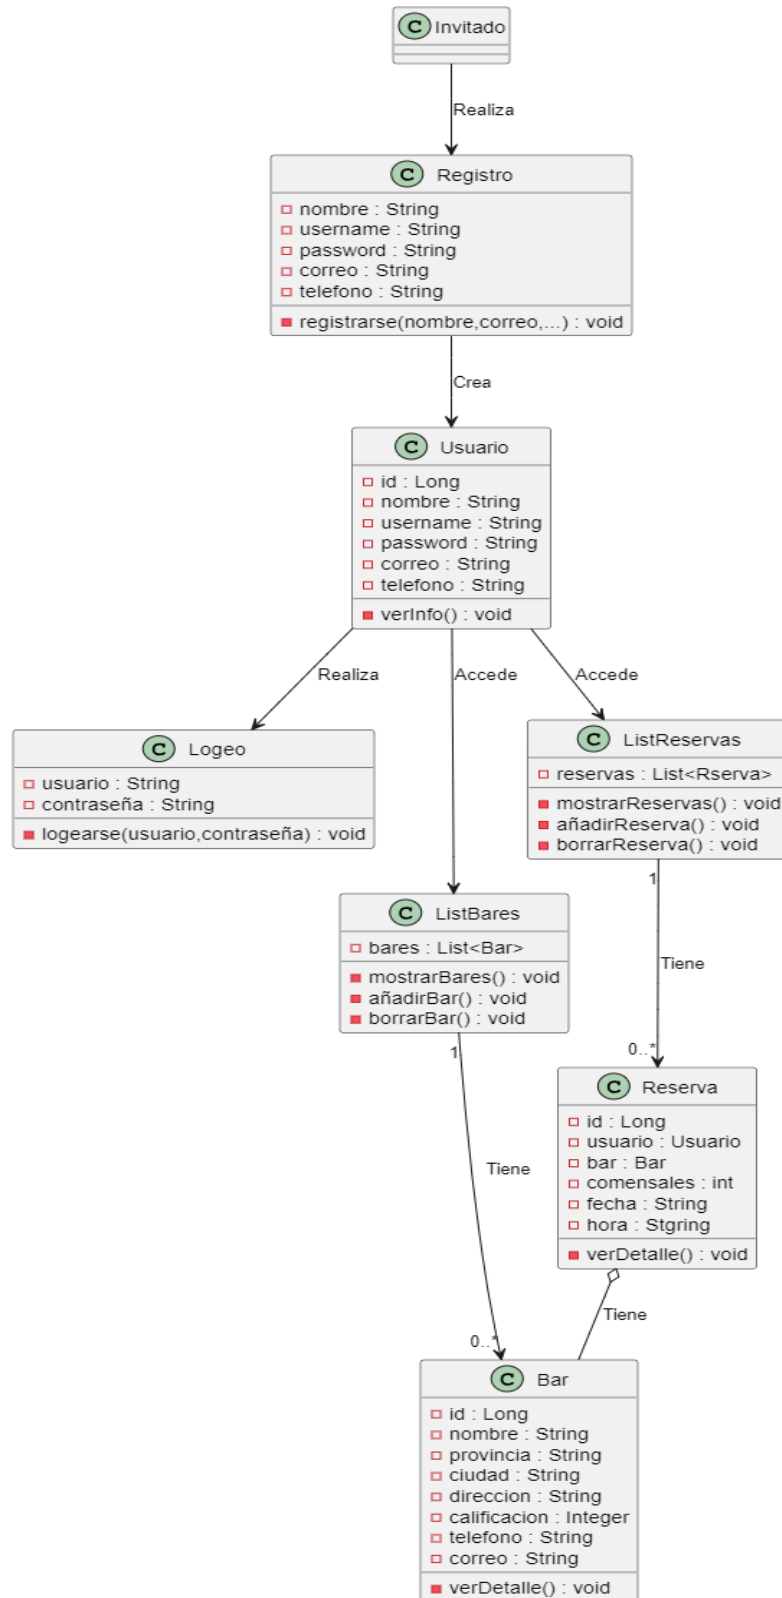 C Invitado
Realiza
C Registro
nombre : String
username : String
password : String
correo : String
telefono : String
registrarse(nombre,correo,...) : void
Crea
C Usuario
id : Long
nombre : String
username : String
password : String
correo : String
telefono : String
verInfo() : void
Realiza
Accede
Accede
C Logeo
usuario : String
contraseña : String
logearse(usuario,contraseña) : void
C ListReservas
reservas : List<Rserva>
mostrarReservas() : void
añadirReserva() : void
borrarReserva() : void
1
Tiene
0..*
C ListBares
bares : List<Bar>
mostrarBares() : void
añadirBar() : void
borrarBar() : void
1
Tiene
0..*
C Reserva
id : Long
usuario : Usuario
bar : Bar
comensales : int
fecha : String
hora : Stgring
verDetalle() : void
Tiene
C Bar
id : Long
nombre : String
provincia : String
ciudad : String
direccion : String
calificacion : Integer
telefono : String
correo : String
verDetalle() : void